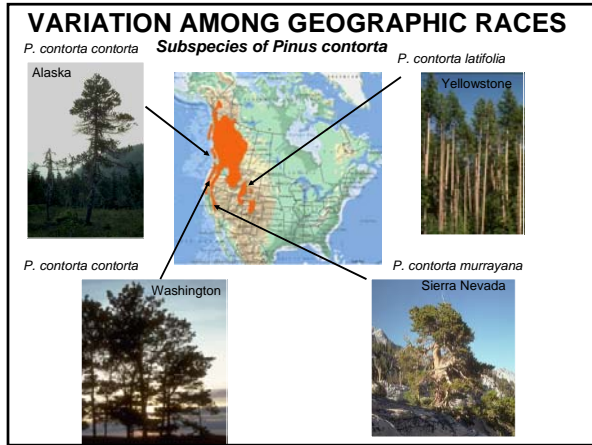 VARIATION AMONG GEOGRAPHIC RACES
Subspecies of Pinus contorta
P. contorta contorta
Alaska
P. contorta latifolia
Yellowstone
P. contorta contorta
Washington
P. contorta murrayana
Sierra Nevada